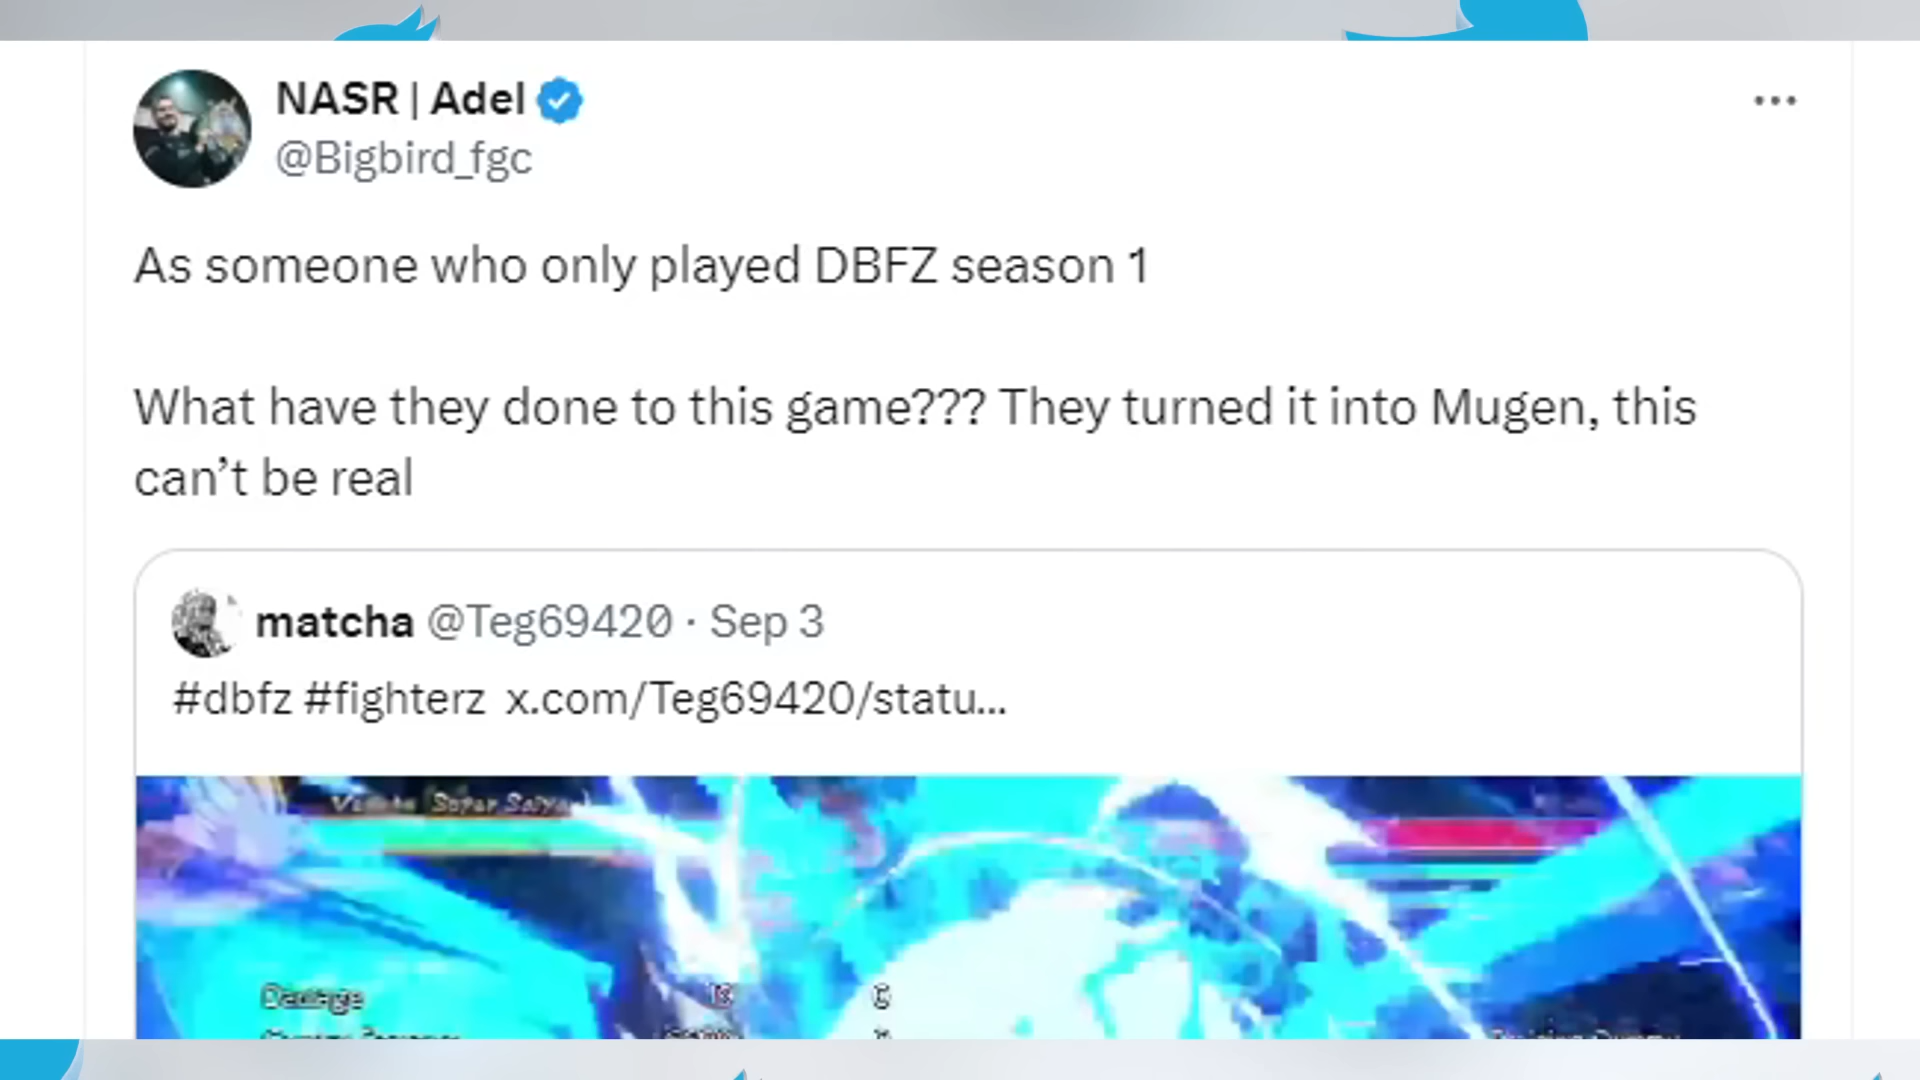 NASR | Adel
@Bigbird_fgc
As someone who only played DBFZ season 1
What have they done to this game??? They turned it into Mugen, this
can’t be real
matcha @Teg69420 · Sep 3
#dbfz #fighterz x.com/Teg69420/statu...
Damage